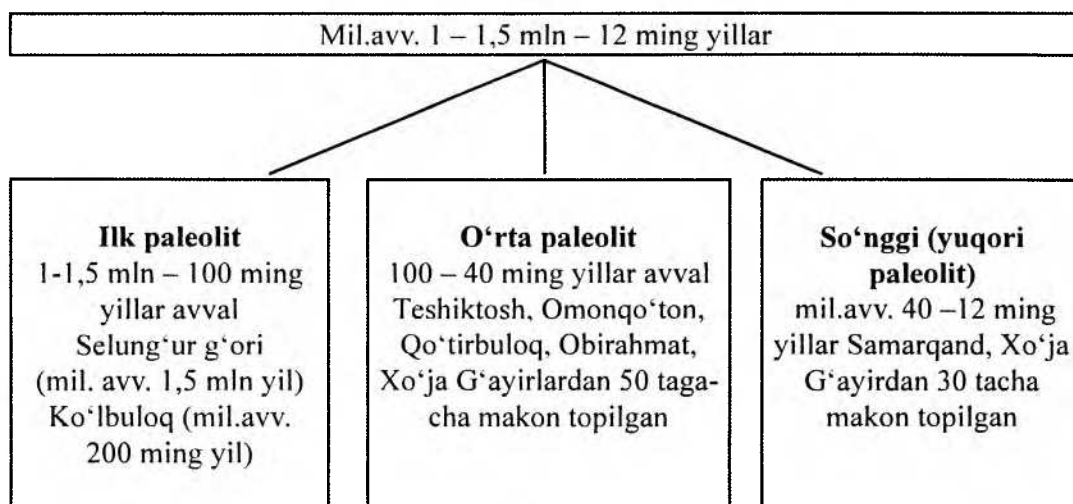 Mil.avv. 1 – 1,5 mln – 12 ming yillar
Ilk paleolit
1-1,5 mln – 100 ming
yillar avval
Selung‘ur g‘ori
(mil. avv. 1,5 mln yil)
Ko‘lbuloq (mil.avv.
200 ming yil)
O‘rta paleolit
100 – 40 ming yillar avval
Teshiktosh, Omonqo‘ton,
Qo‘tirbuloq, Obirahmat,
Xo‘ja G‘ayirlardan 50 taga-
cha makon topilgan
So‘nggi (yuqori
paleolit)
mil.avv. 40 –12 ming
yillar Samarqand, Xo‘ja
G‘ayirdan 30 tacha
makon topilgan